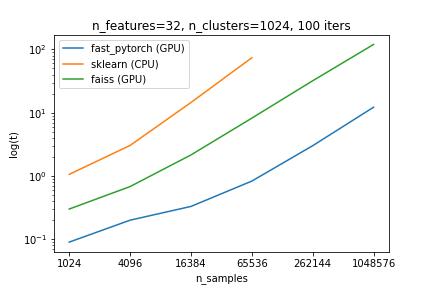 n_features=32, n_clusters=1024, 100 iters
fast_pytorch (GPU)
sklearn (CPU)
faiss (GPU)
log(t)
10²
10¹
10⁰
10⁻¹
1024 4096 16384 65536 262144 1048576
n_samples